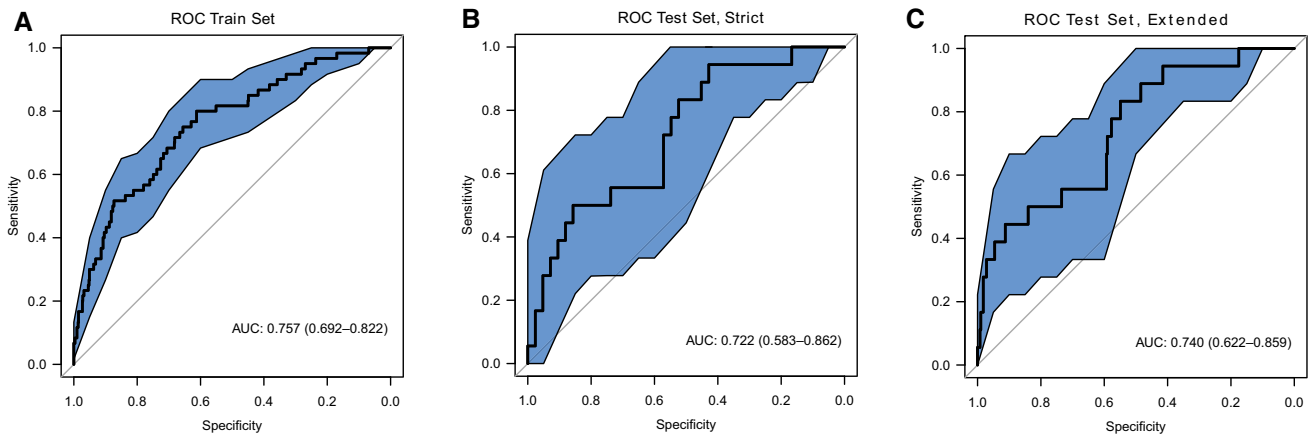 A
ROC Train Set
1.0
0.8
0.6
0.4
0.2
0.0
Sensitivity
AUC: 0.757 (0.692–0.822)
1.0 0.8 0.6 0.4 0.2 0.0
Specificity
B
ROC Test Set, Strict
1.0
0.8
0.6
0.4
0.2
0.0
Sensitivity
AUC: 0.722 (0.583–0.862)
1.0 0.8 0.6 0.4 0.2 0.0
Specificity
C
ROC Test Set, Extended
1.0
0.8
0.6
0.4
0.2
0.0
Sensitivity
AUC: 0.740 (0.622–0.859)
1.0 0.8 0.6 0.4 0.2 0.0
Specificity